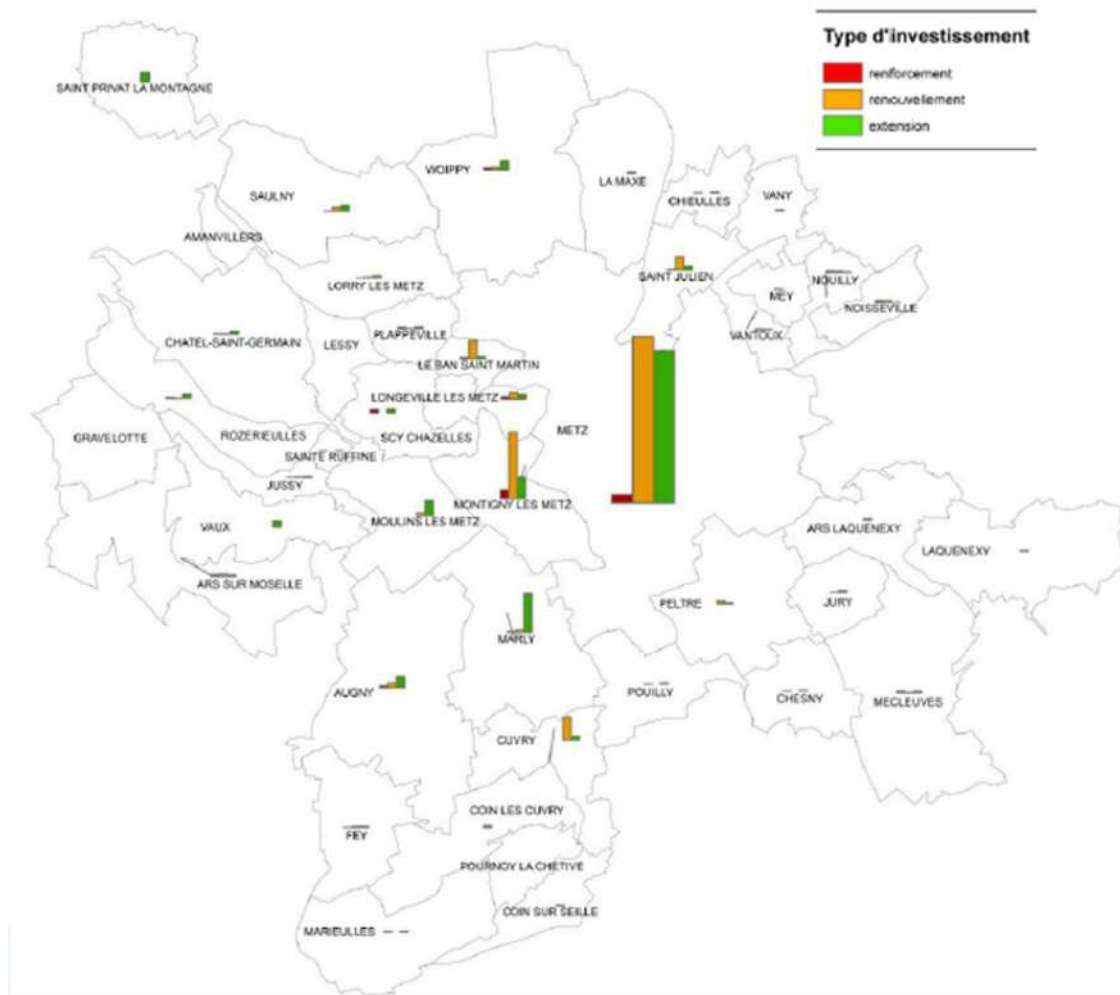 Type d'investissement
renforcement
renouvellement
extension
SAINT PRIVAT LA MONTAGNE
WOIPPY
LA MAXE
SAULNY
CHIEULLES
VANY
AMANVILLERS
SAINT JULIEN
NOUILLY
LORRY LES METZ
MEY
NOISSEVILLE
PLAPPEVILLE
VANTOUX
CHATEL-SAINT-GERMAIN
LESSY
LE BAN SAINT MARTIN
LONGEVILLE LES METZ
GRAVELOTTE
ROZERIEULLES
SCY CHAZELLES
METZ
SAINTE RUFFINE
JUSSY
MONTIGNY LES METZ
VAUX
MOULINS LES METZ
ARS LAQUENEXY
LAQUENEXY
ARS SUR MOSELLE
PELTRE
JURY
MARLY
AUGNY
POUILLY
CHESNY
MECLEUVES
CUVRY
COIN LES CUVRY
FEY
POURNOY LA CHETIVE
COIN SUR SEILLE
MARIEULLES